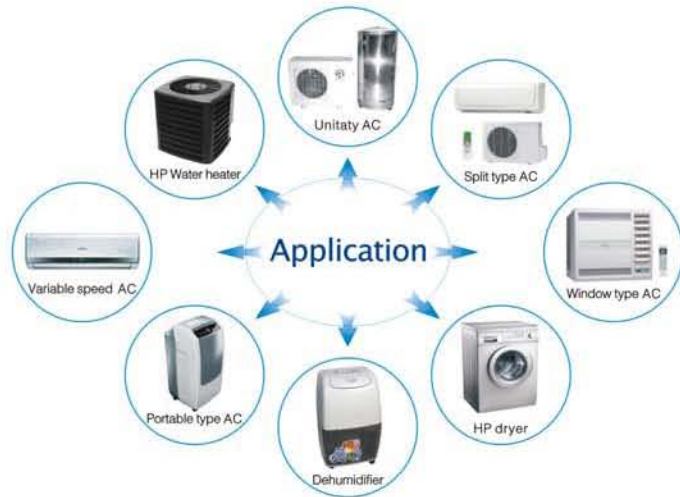 Unitaty AC
HP Water heater
Split type AC
Application
Variable speed AC
Window type AC
Portable type AC
HP dryer
Dehumidifier